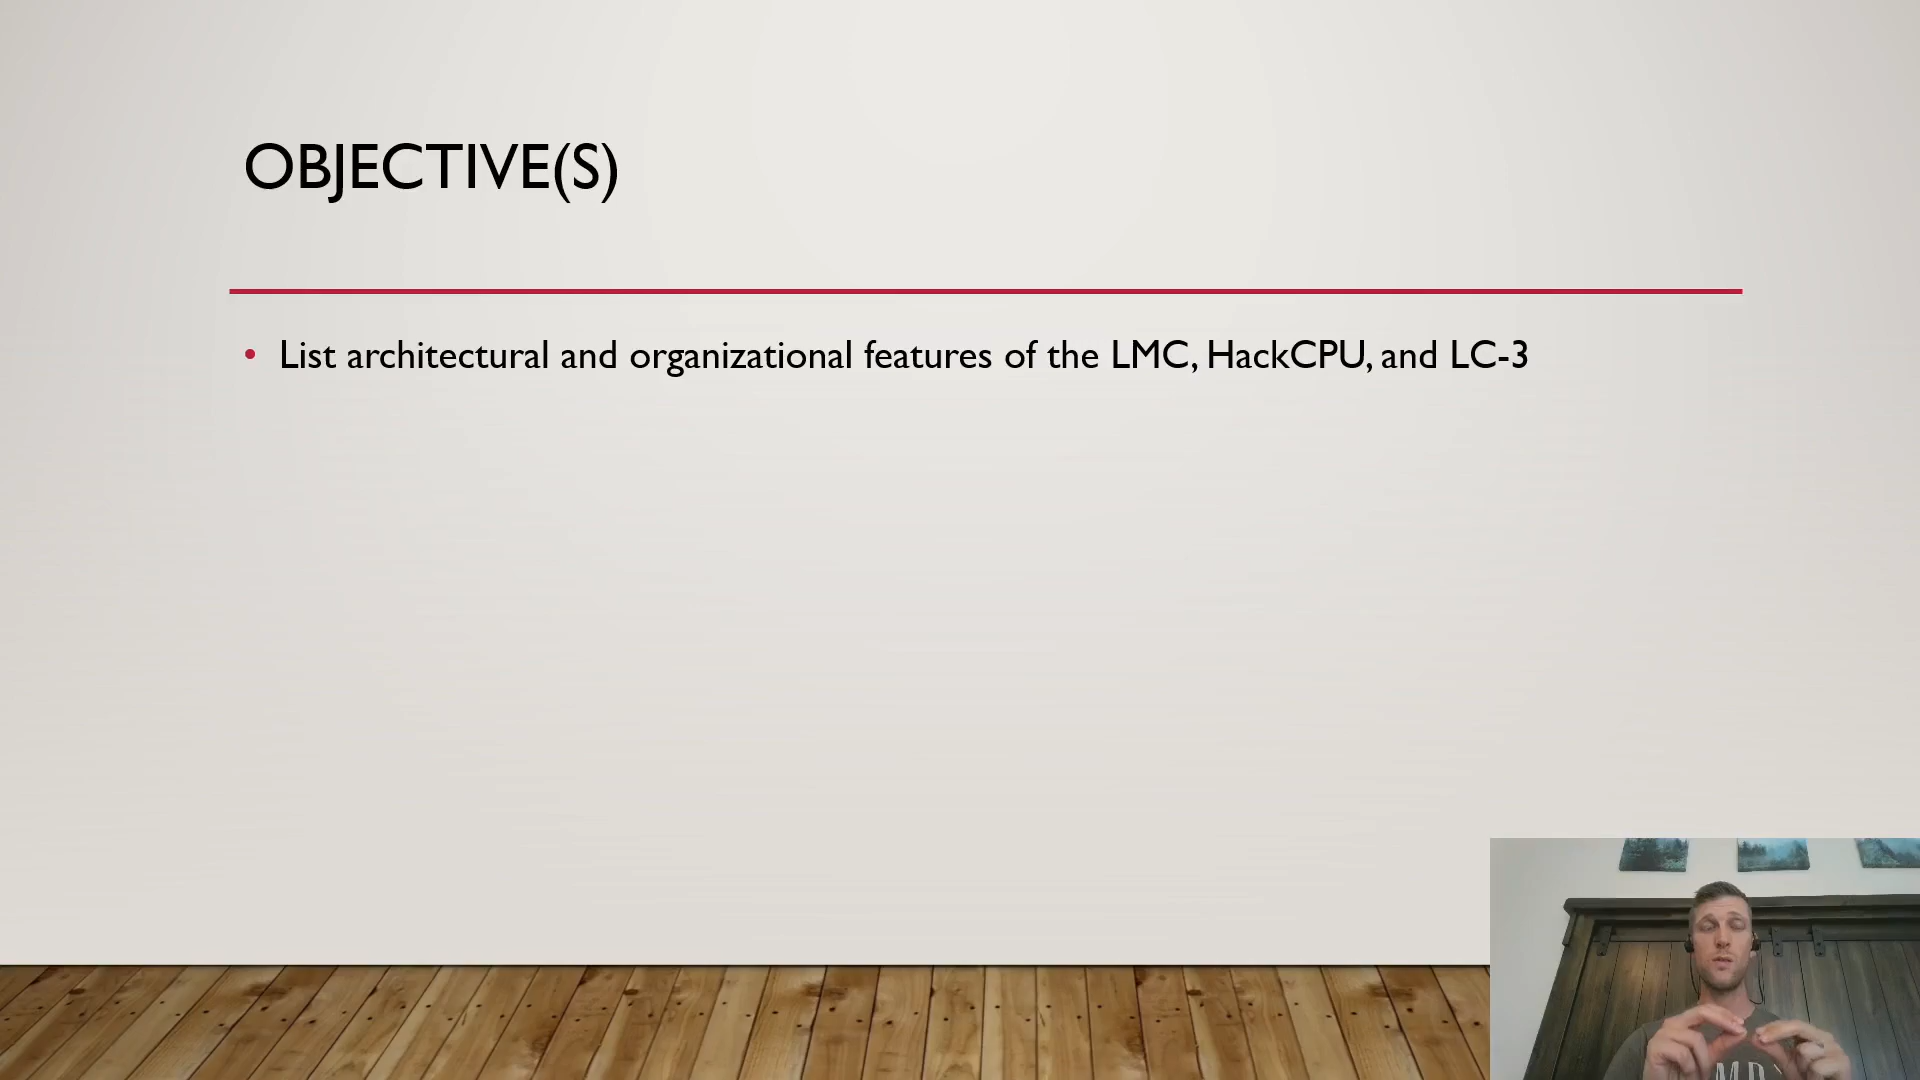 OBJECTIVE(S)
• List architectural and organizational features of the LMC, HackCPU, and LC-3